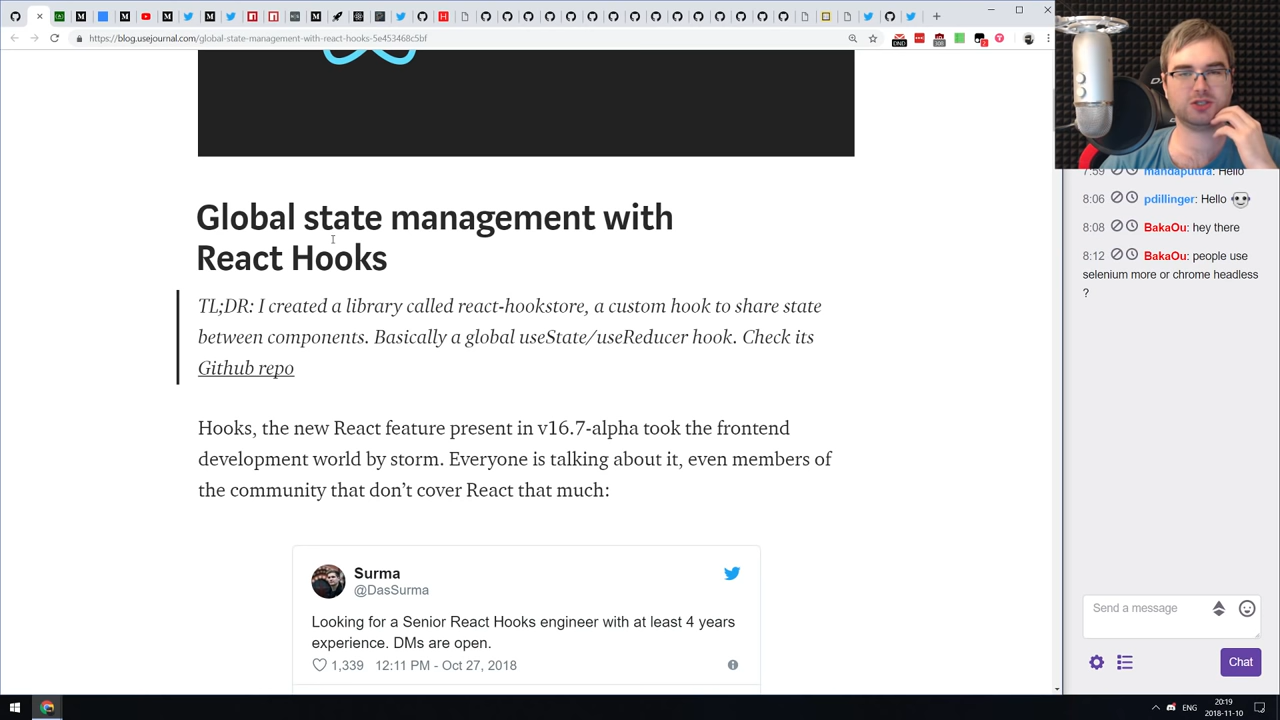 https://blog.usejournal.com/global-state-management-with-react-hooks-5e453468c5bf
Global state management with
React Hooks
TL;DR: I created a library called react-hookstore, a custom hook to share state
between components. Basically a global useState/useReducer hook. Check its
Github repo
Hooks, the new React feature present in v16.7-alpha took the frontend
development world by storm. Everyone is talking about it, even members of
the community that don’t cover React that much:
Surma
@DasSurma
Looking for a Senior React Hooks engineer with at least 4 years
experience. DMs are open.
1,339 12:11 PM - Oct 27, 2018
7:59 mandaputtra: Hello
8:06 pdillinger: Hello
8:08 BakaOu: hey there
8:12 BakaOu: people use
selenium more or chrome headless
?
Send a message
Chat
ENG
20:19
2018-11-10